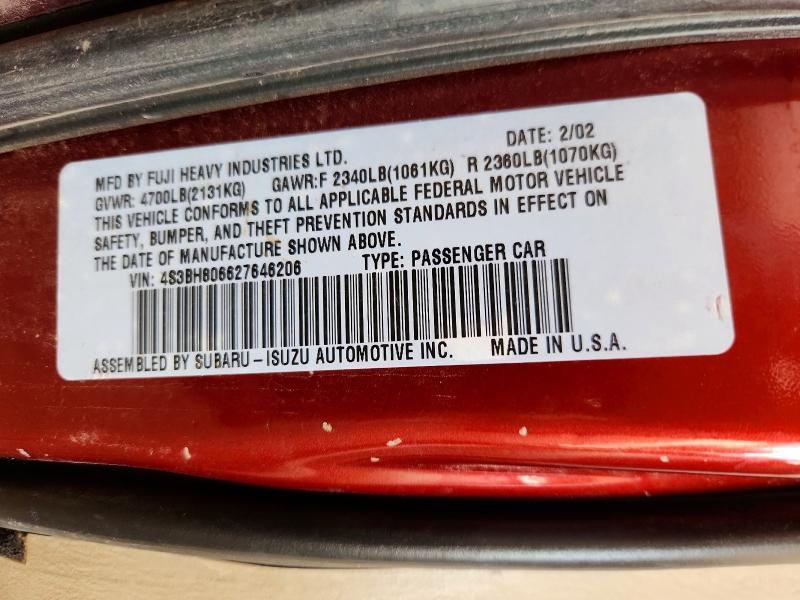 DATE: 2/02
MFD BY FUJI HEAVY INDUSTRIES LTD.
GVWR: 4700LB(2131KG) GAWR:F 2340LB(1061KG) R 2360LB(1070KG)
THIS VEHICLE CONFORMS TO ALL APPLICABLE FEDERAL MOTOR VEHICLE
SAFETY, BUMPER, AND THEFT PREVENTION STANDARDS IN EFFECT ON
THE DATE OF MANUFACTURE SHOWN ABOVE.
VIN: 4S3BH806627646206 TYPE: PASSENGER CAR
ASSEMBLED BY SUBARU-ISUZU AUTOMOTIVE INC. MADE IN U.S.A.